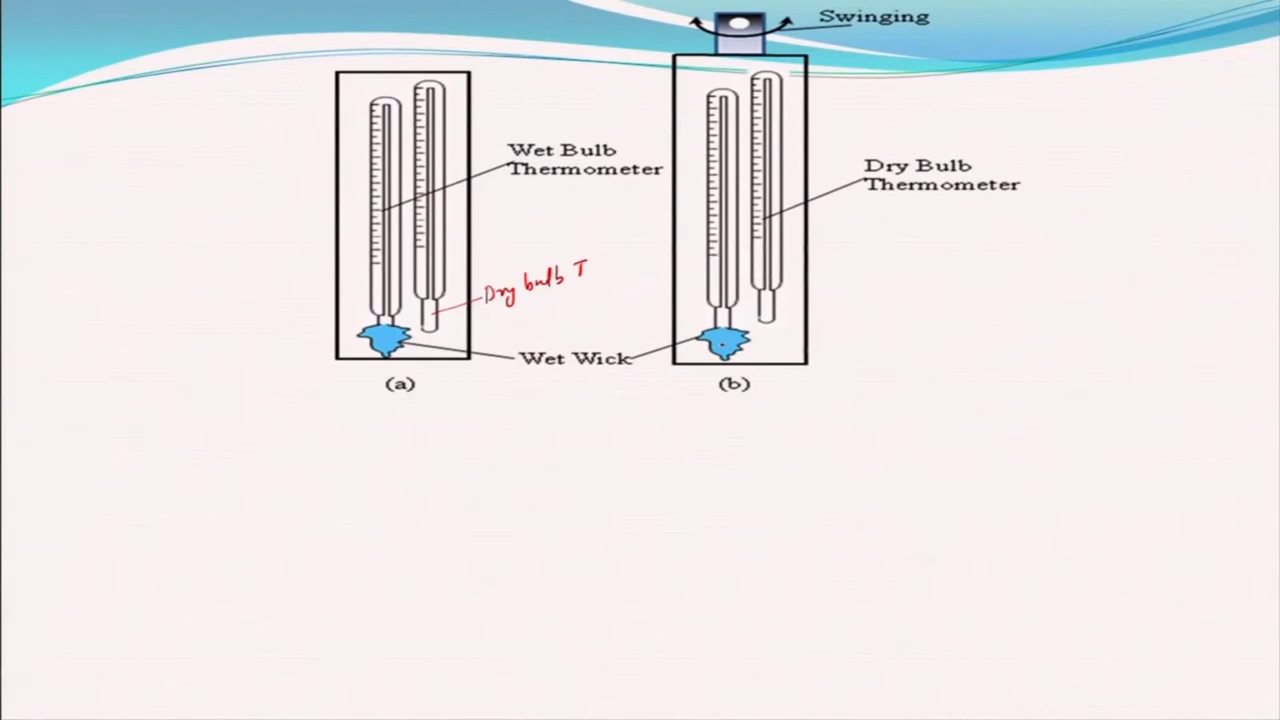 Swinging
Wet Bulb
Thermometer
Dry Bulb
Thermometer
Dry bulb T
Wet Wick
(a)
(b)